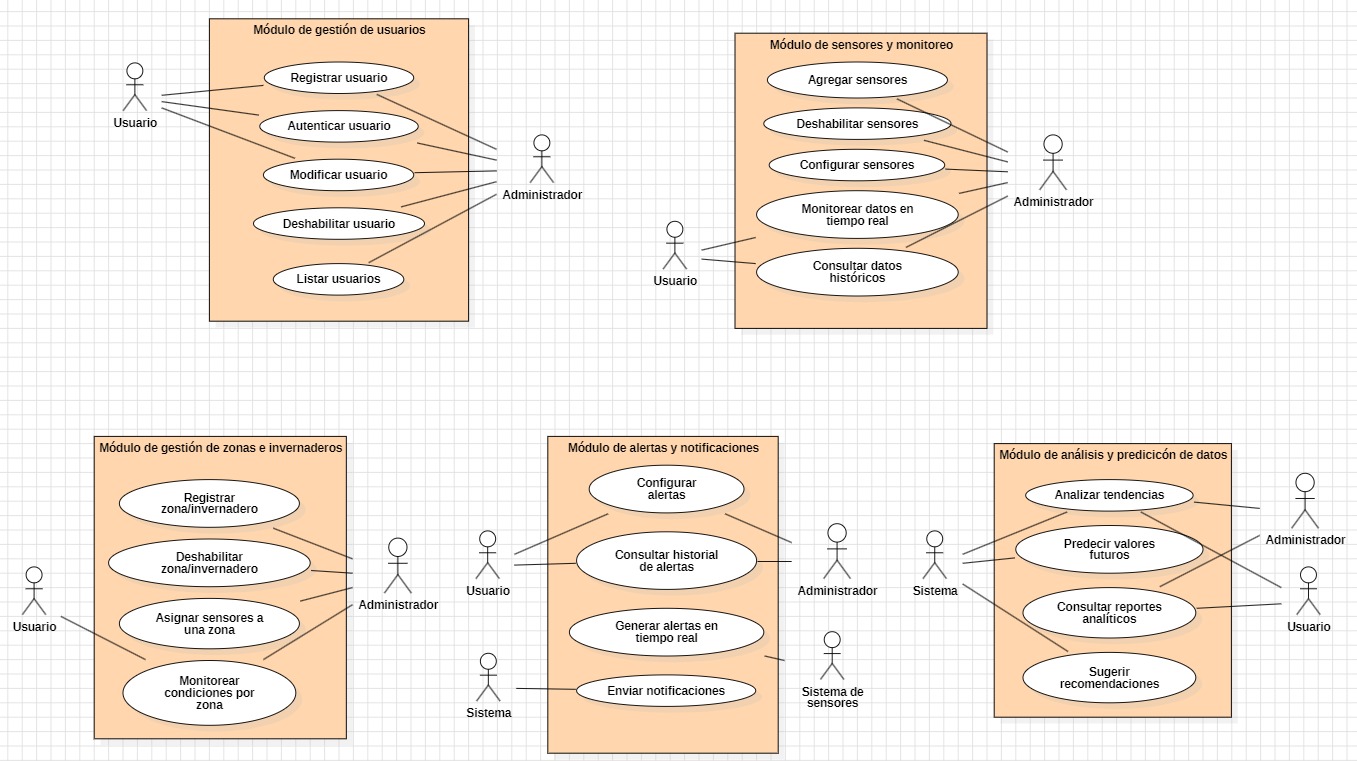 Módulo de gestión de usuarios
Registrar usuario
Autenticar usuario
Modificar usuario
Deshabilitar usuario
Listar usuarios
Usuario
Administrador
Módulo de sensores y monitoreo
Agregar sensores
Deshabilitar sensores
Configurar sensores
Monitorear datos en
tiempo real
Consultar datos
históricos
Usuario
Administrador
Módulo de gestión de zonas e invernaderos
Registrar
zona/invernadero
Deshabilitar
zona/invernadero
Asignar sensores a
una zona
Monitorear
condiciones por
zona
Usuario
Administrador
Módulo de alertas y notificaciones
Configurar
alertas
Consultar historial
de alertas
Generar alertas en
tiempo real
Enviar notificaciones
Usuario
Sistema
Administrador
Sistema de
sensores
Módulo de análisis y predicicón de datos
Analizar tendencias
Predecir valores
futuros
Consultar reportes
analíticos
Sugerir
recomendaciones
Sistema
Administrador
Usuario